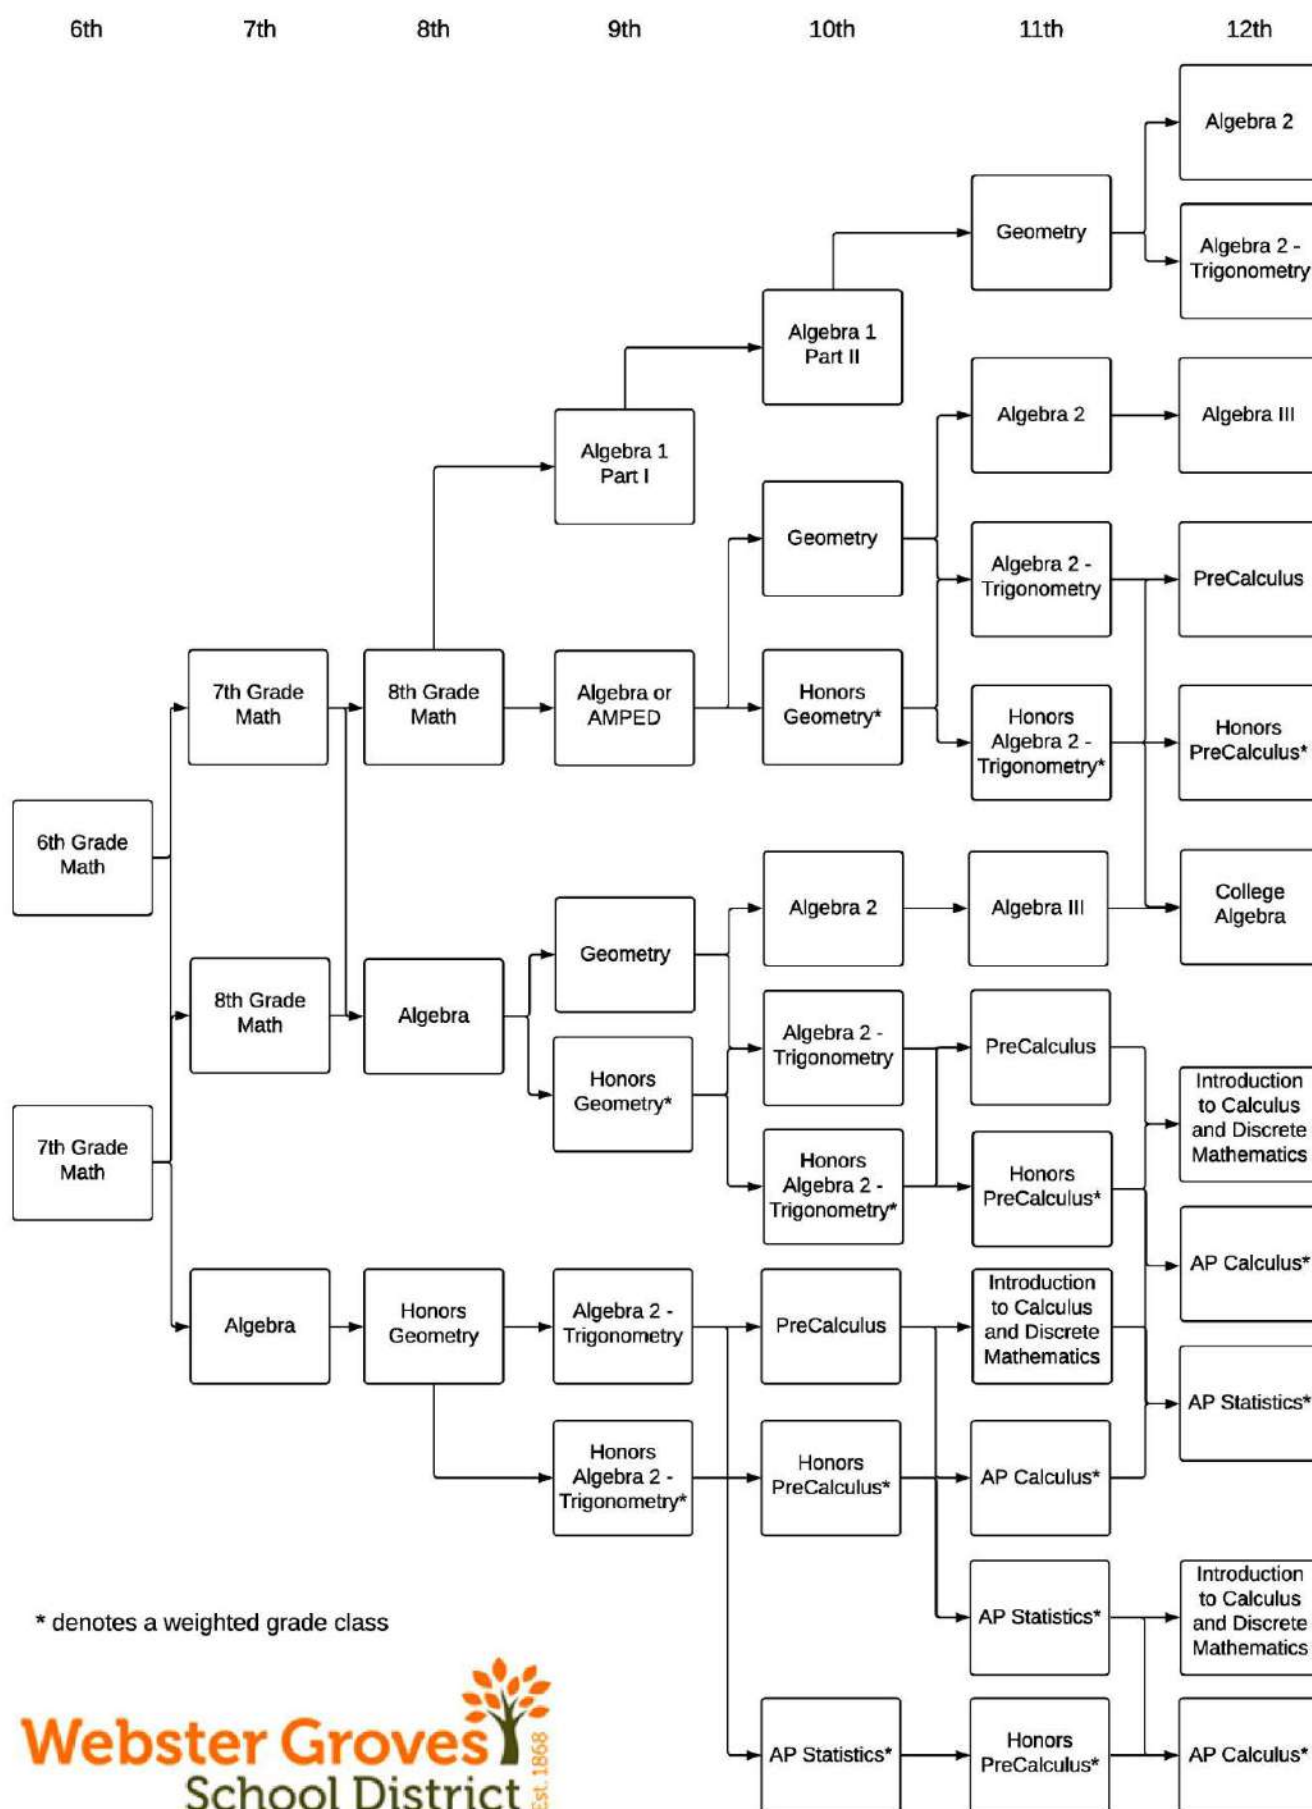 6th 7th 8th 9th 10th 11th 12th
Algebra 2
Geometry
Algebra 2 -
Trigonometry
Algebra 1
Part II
Algebra 1
Part I
Algebra 2
Algebra III
Geometry
Algebra 2 -
Trigonometry
PreCalculus
7th Grade
Math
8th Grade
Math
Algebra or
AMPED
Honors
Geometry*
Honors
Algebra 2 -
Trigonometry*
Honors
PreCalculus*
6th Grade
Math
Algebra 2
Algebra III
College
Algebra
Geometry
8th Grade
Math
Algebra
Algebra 2 -
Trigonometry
PreCalculus
Honors
Geometry*
Introduction
to Calculus
and Discrete
Mathematics
7th Grade
Math
Honors
Algebra 2 -
Trigonometry*
Honors
PreCalculus*
AP Calculus*
Algebra
Honors
Geometry
Algebra 2 -
Trigonometry
PreCalculus
Introduction
to Calculus
and Discrete
Mathematics
AP Statistics*
Honors
Algebra 2 -
Trigonometry*
Honors
PreCalculus*
AP Calculus*
* denotes a weighted grade class
AP Statistics*
Introduction
to Calculus
and Discrete
Mathematics
AP Statistics*
Honors
PreCalculus*
AP Calculus*
Webster Groves
School District
Est. 1868